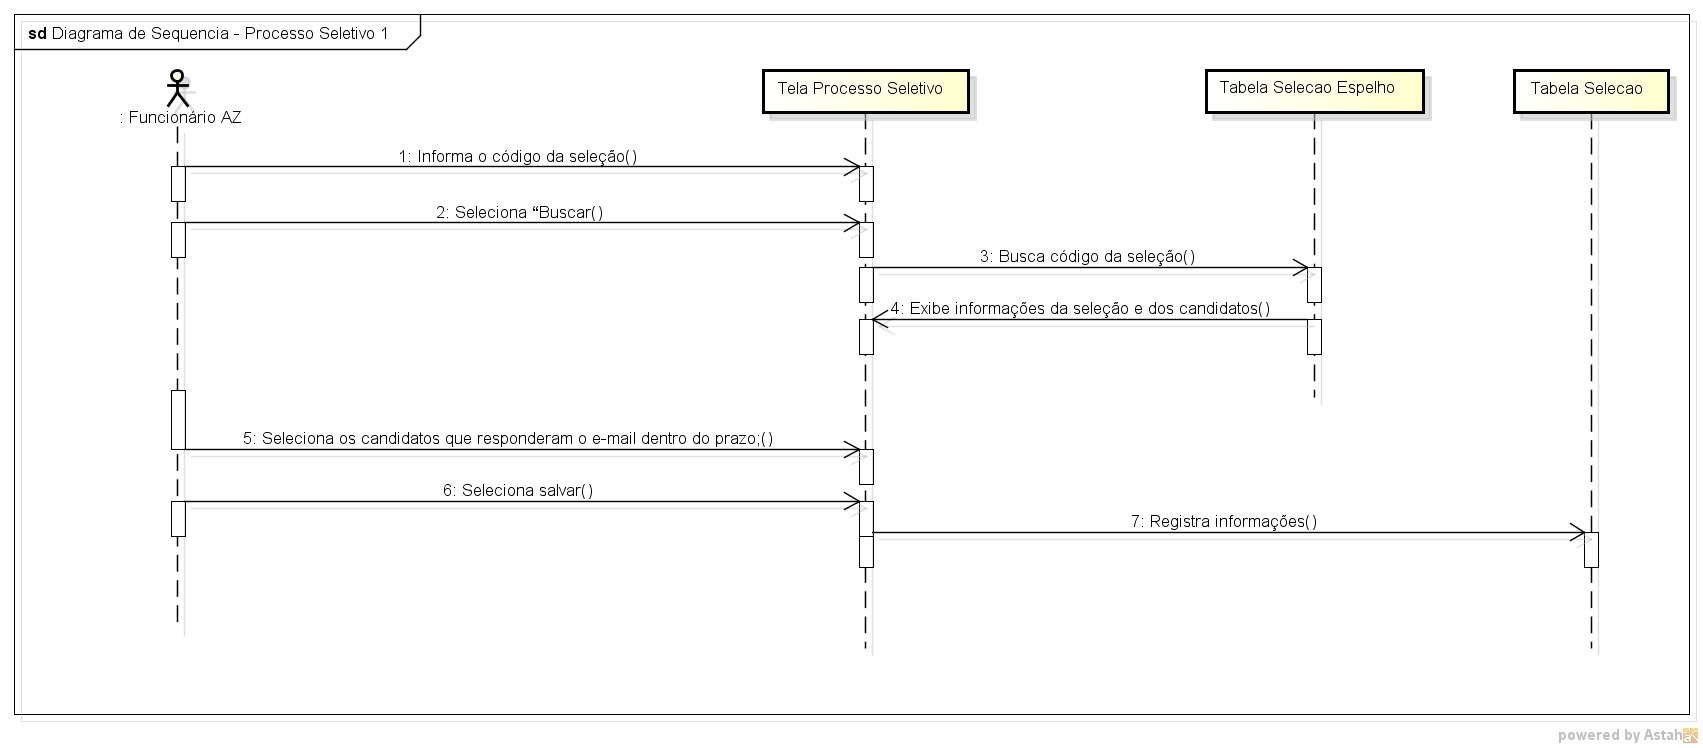 sd Diagrama de Sequencia - Processo Seletivo 1
: Funcionário AZ
Tela Processo Seletivo
Tabela Selecao Espelho
Tabela Selecao
1: Informa o código da seleção()
2: Seleciona “Buscar()
3: Busca código da seleção()
4: Exibe informações da seleção e dos candidatos()
5: Seleciona os candidatos que responderam o e-mail dentro do prazo;()
6: Seleciona salvar()
7: Registra informações()
powered by Astah